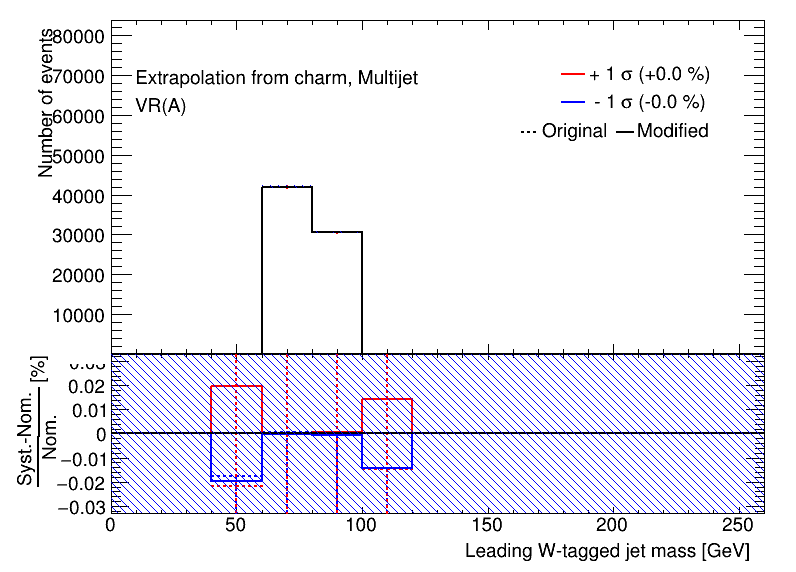 Number of events
80000
70000
60000
50000
40000
30000
20000
10000
Extrapolation from charm, Multijet
VR(A)
+ 1 σ (+0.0 %)
- 1 σ (-0.0 %)
Original
Modified
Syst.-Nom.
Nom.
[%]
0.03
0.02
0.01
0
−0.01
−0.02
−0.03
0 50 100 150 200 250
Leading W-tagged jet mass [GeV]